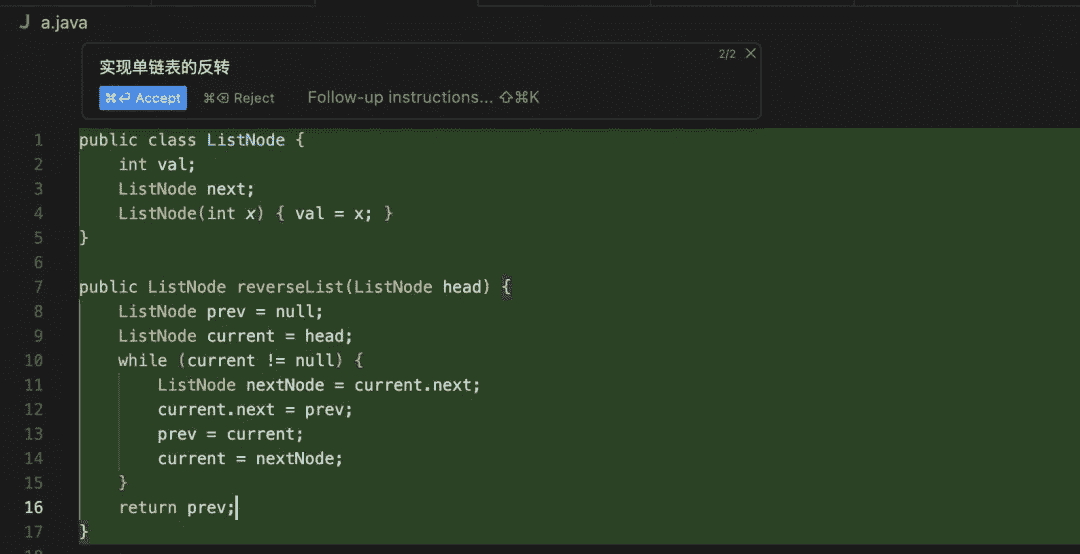 J a.java
实现单链表的反转
2/2
⌘⏎ Accept ⌘⌫ Reject Follow-up instructions... ⇧⌘K
1 public class ListNode {
2     int val;
3     ListNode next;
4     ListNode(int x) { val = x; }
5 }
6
7 public ListNode reverseList(ListNode head) {
8     ListNode prev = null;
9     ListNode current = head;
10     while (current != null) {
11         ListNode nextNode = current.next;
12         current.next = prev;
13         prev = current;
14         current = nextNode;
15     }
16     return prev;
17 }